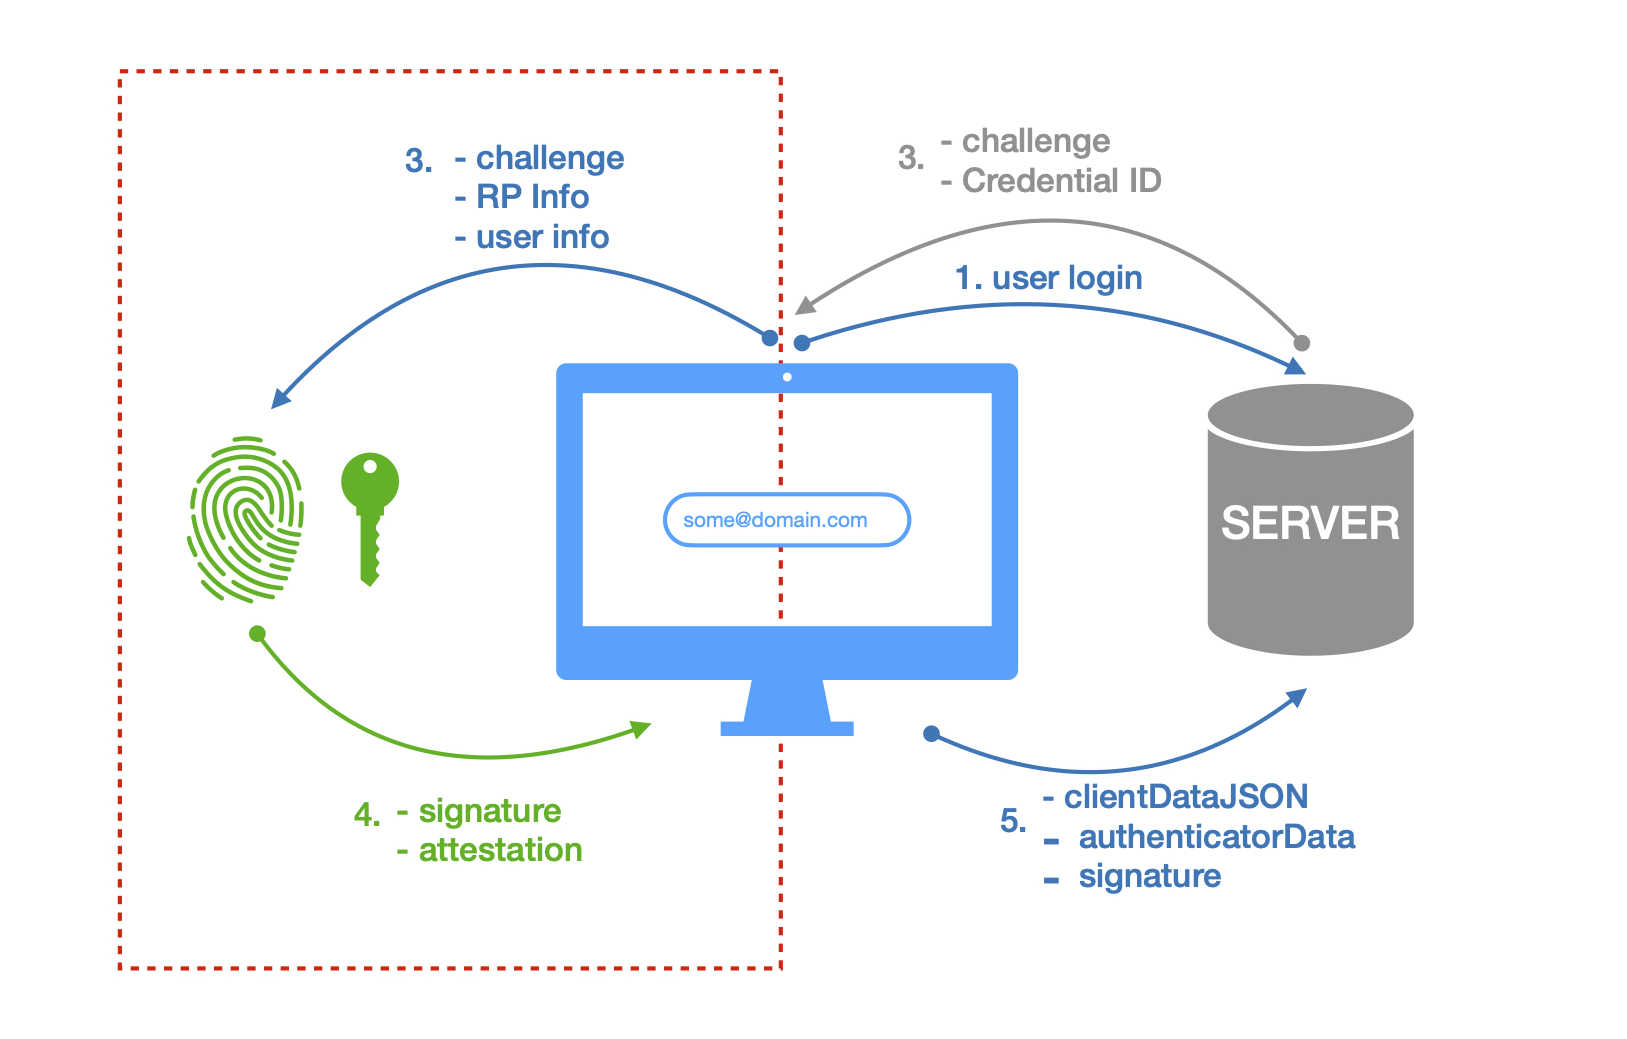 3. - challenge
- RP Info
- user info
3. - challenge
- Credential ID
1. user login
some@domain.com
SERVER
4. - signature
- attestation
5. - clientDataJSON
- authenticatorData
- signature